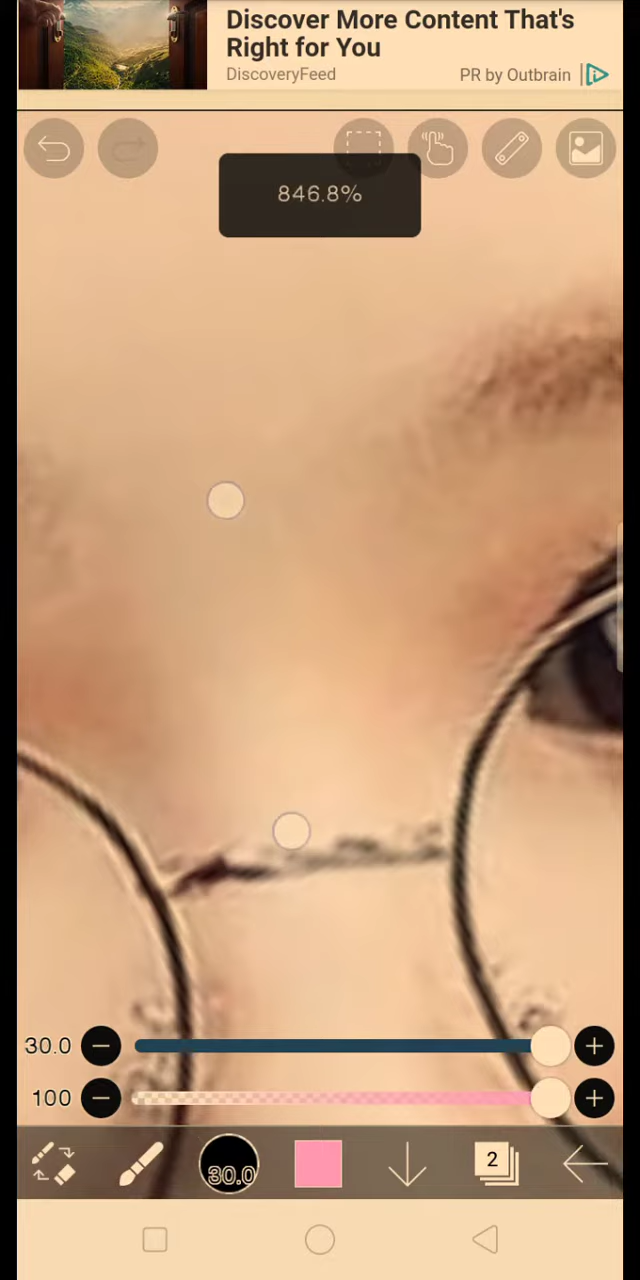 Discover More Content That's
Right for You
DiscoveryFeed
PR by Outbrain
846.8%
30.0
100
30.0
2